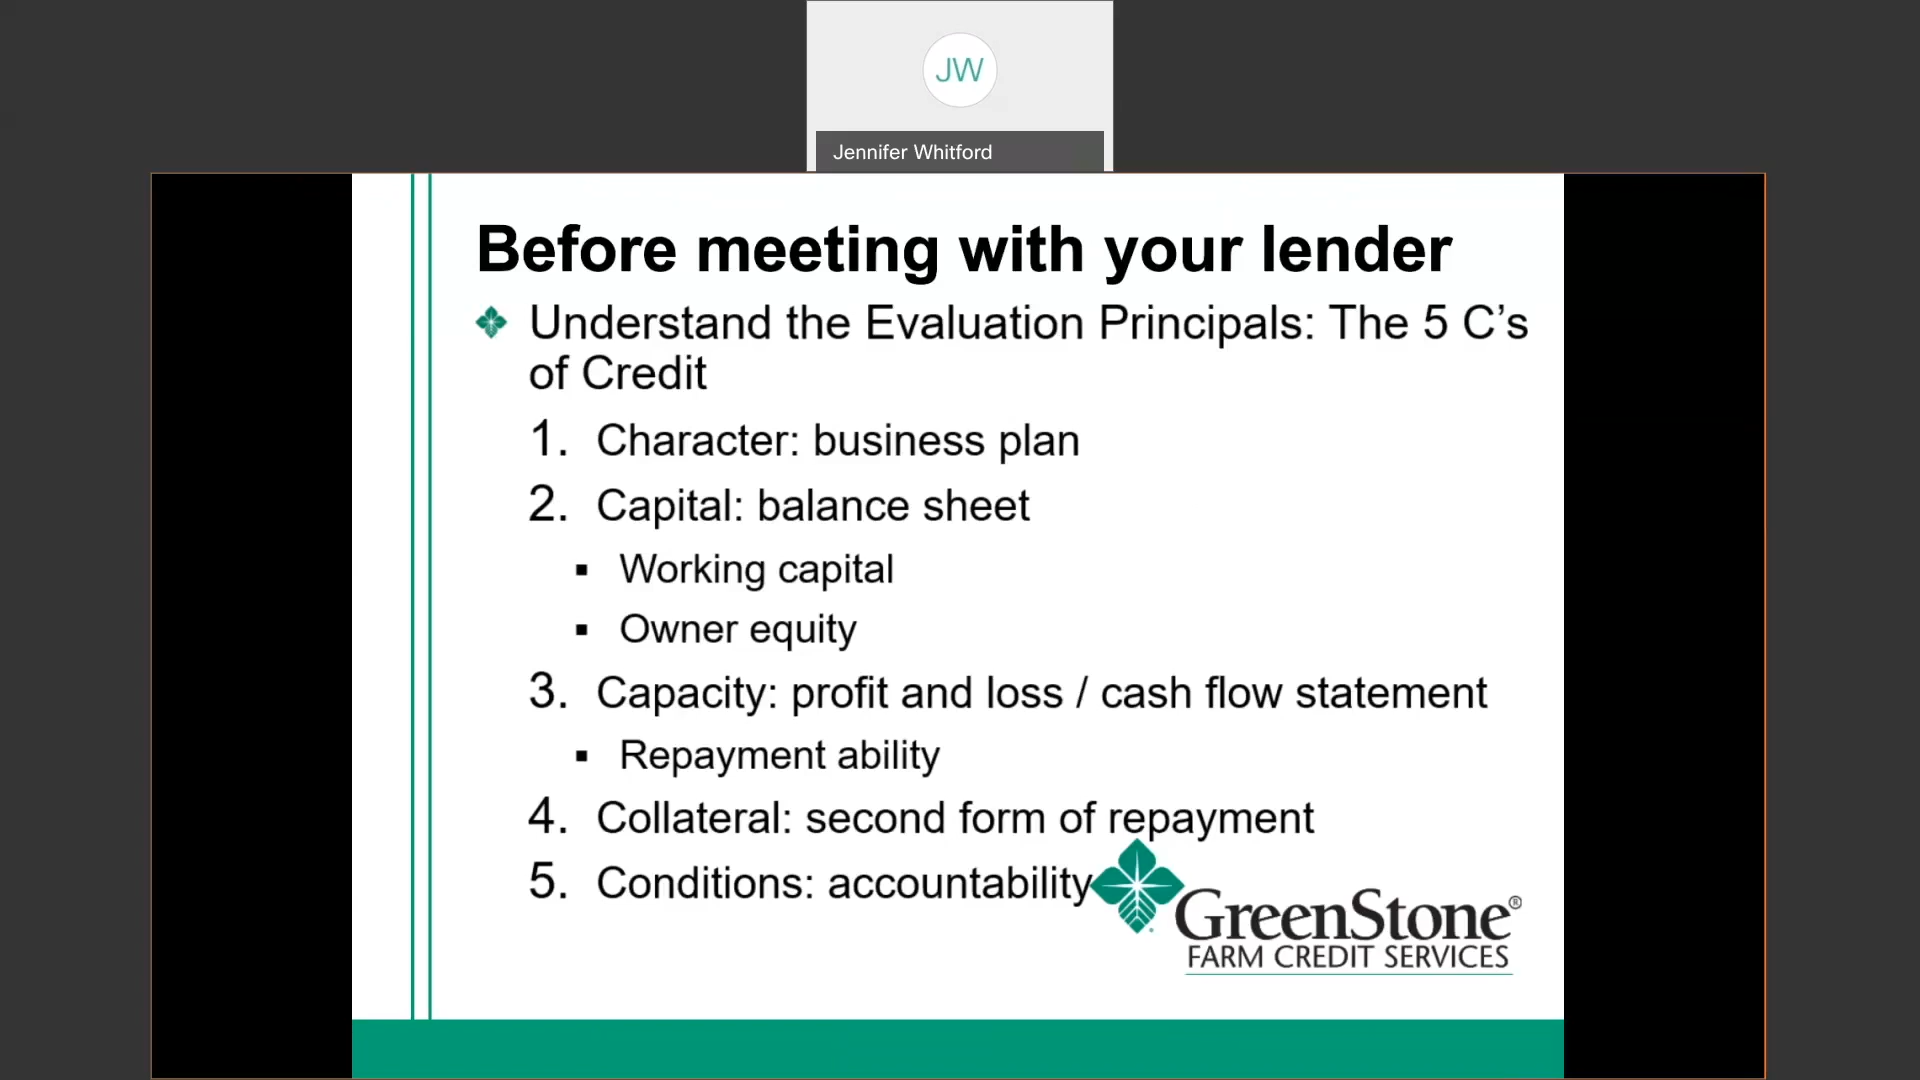 JW
Jennifer Whitford
Before meeting with your lender
Understand the Evaluation Principals: The 5 C’s
of Credit
1. Character: business plan
2. Capital: balance sheet
▪ Working capital
▪ Owner equity
3. Capacity: profit and loss / cash flow statement
▪ Repayment ability
4. Collateral: second form of repayment
5. Conditions: accountability
GreenStone®
FARM CREDIT SERVICES